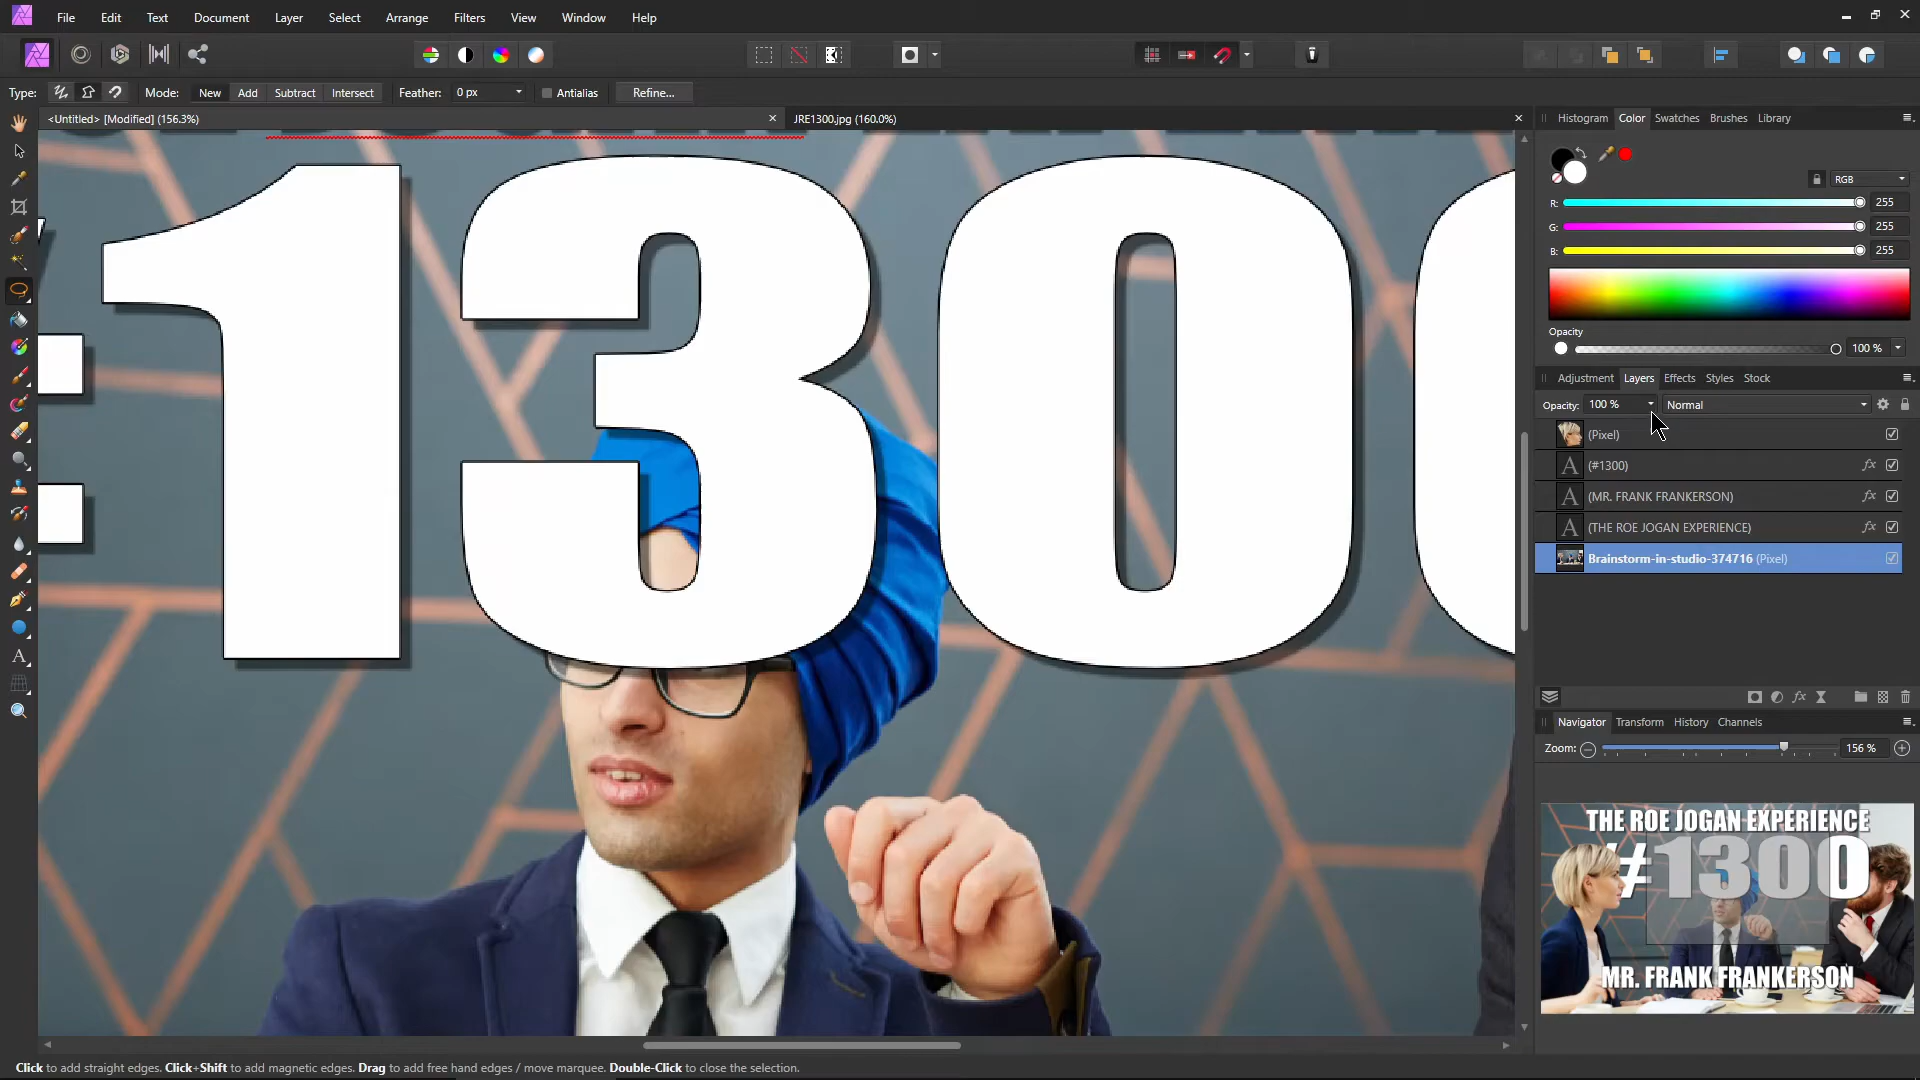 File Edit Text Document Layer Select Arrange Filters View Window Help
Type: Mode: New Add Subtract Intersect Feather: 0 px Antialias Refine...
<Untitled> [Modified] (156.3%)
JRE1300.jpg (160.0%)
Histogram Color Swatches Brushes Library
RGB
R: 255
G: 255
B: 255
Opacity
100 %
Adjustment Layers Effects Styles Stock
Opacity: 100 % Normal
(Pixel)
(#1300)
(MR. FRANK FRANKERSON)
(THE ROE JOGAN EXPERIENCE)
Brainstorm-in-studio-374716 (Pixel)
Navigator Transform History Channels
Zoom: 156 %
THE ROE JOGAN EXPERIENCE
#1300
MR. FRANK FRANKERSON
130
Click to add straight edges. Click+Shift to add magnetic edges. Drag to add free hand edges / move marquee. Double-Click to close the selection.